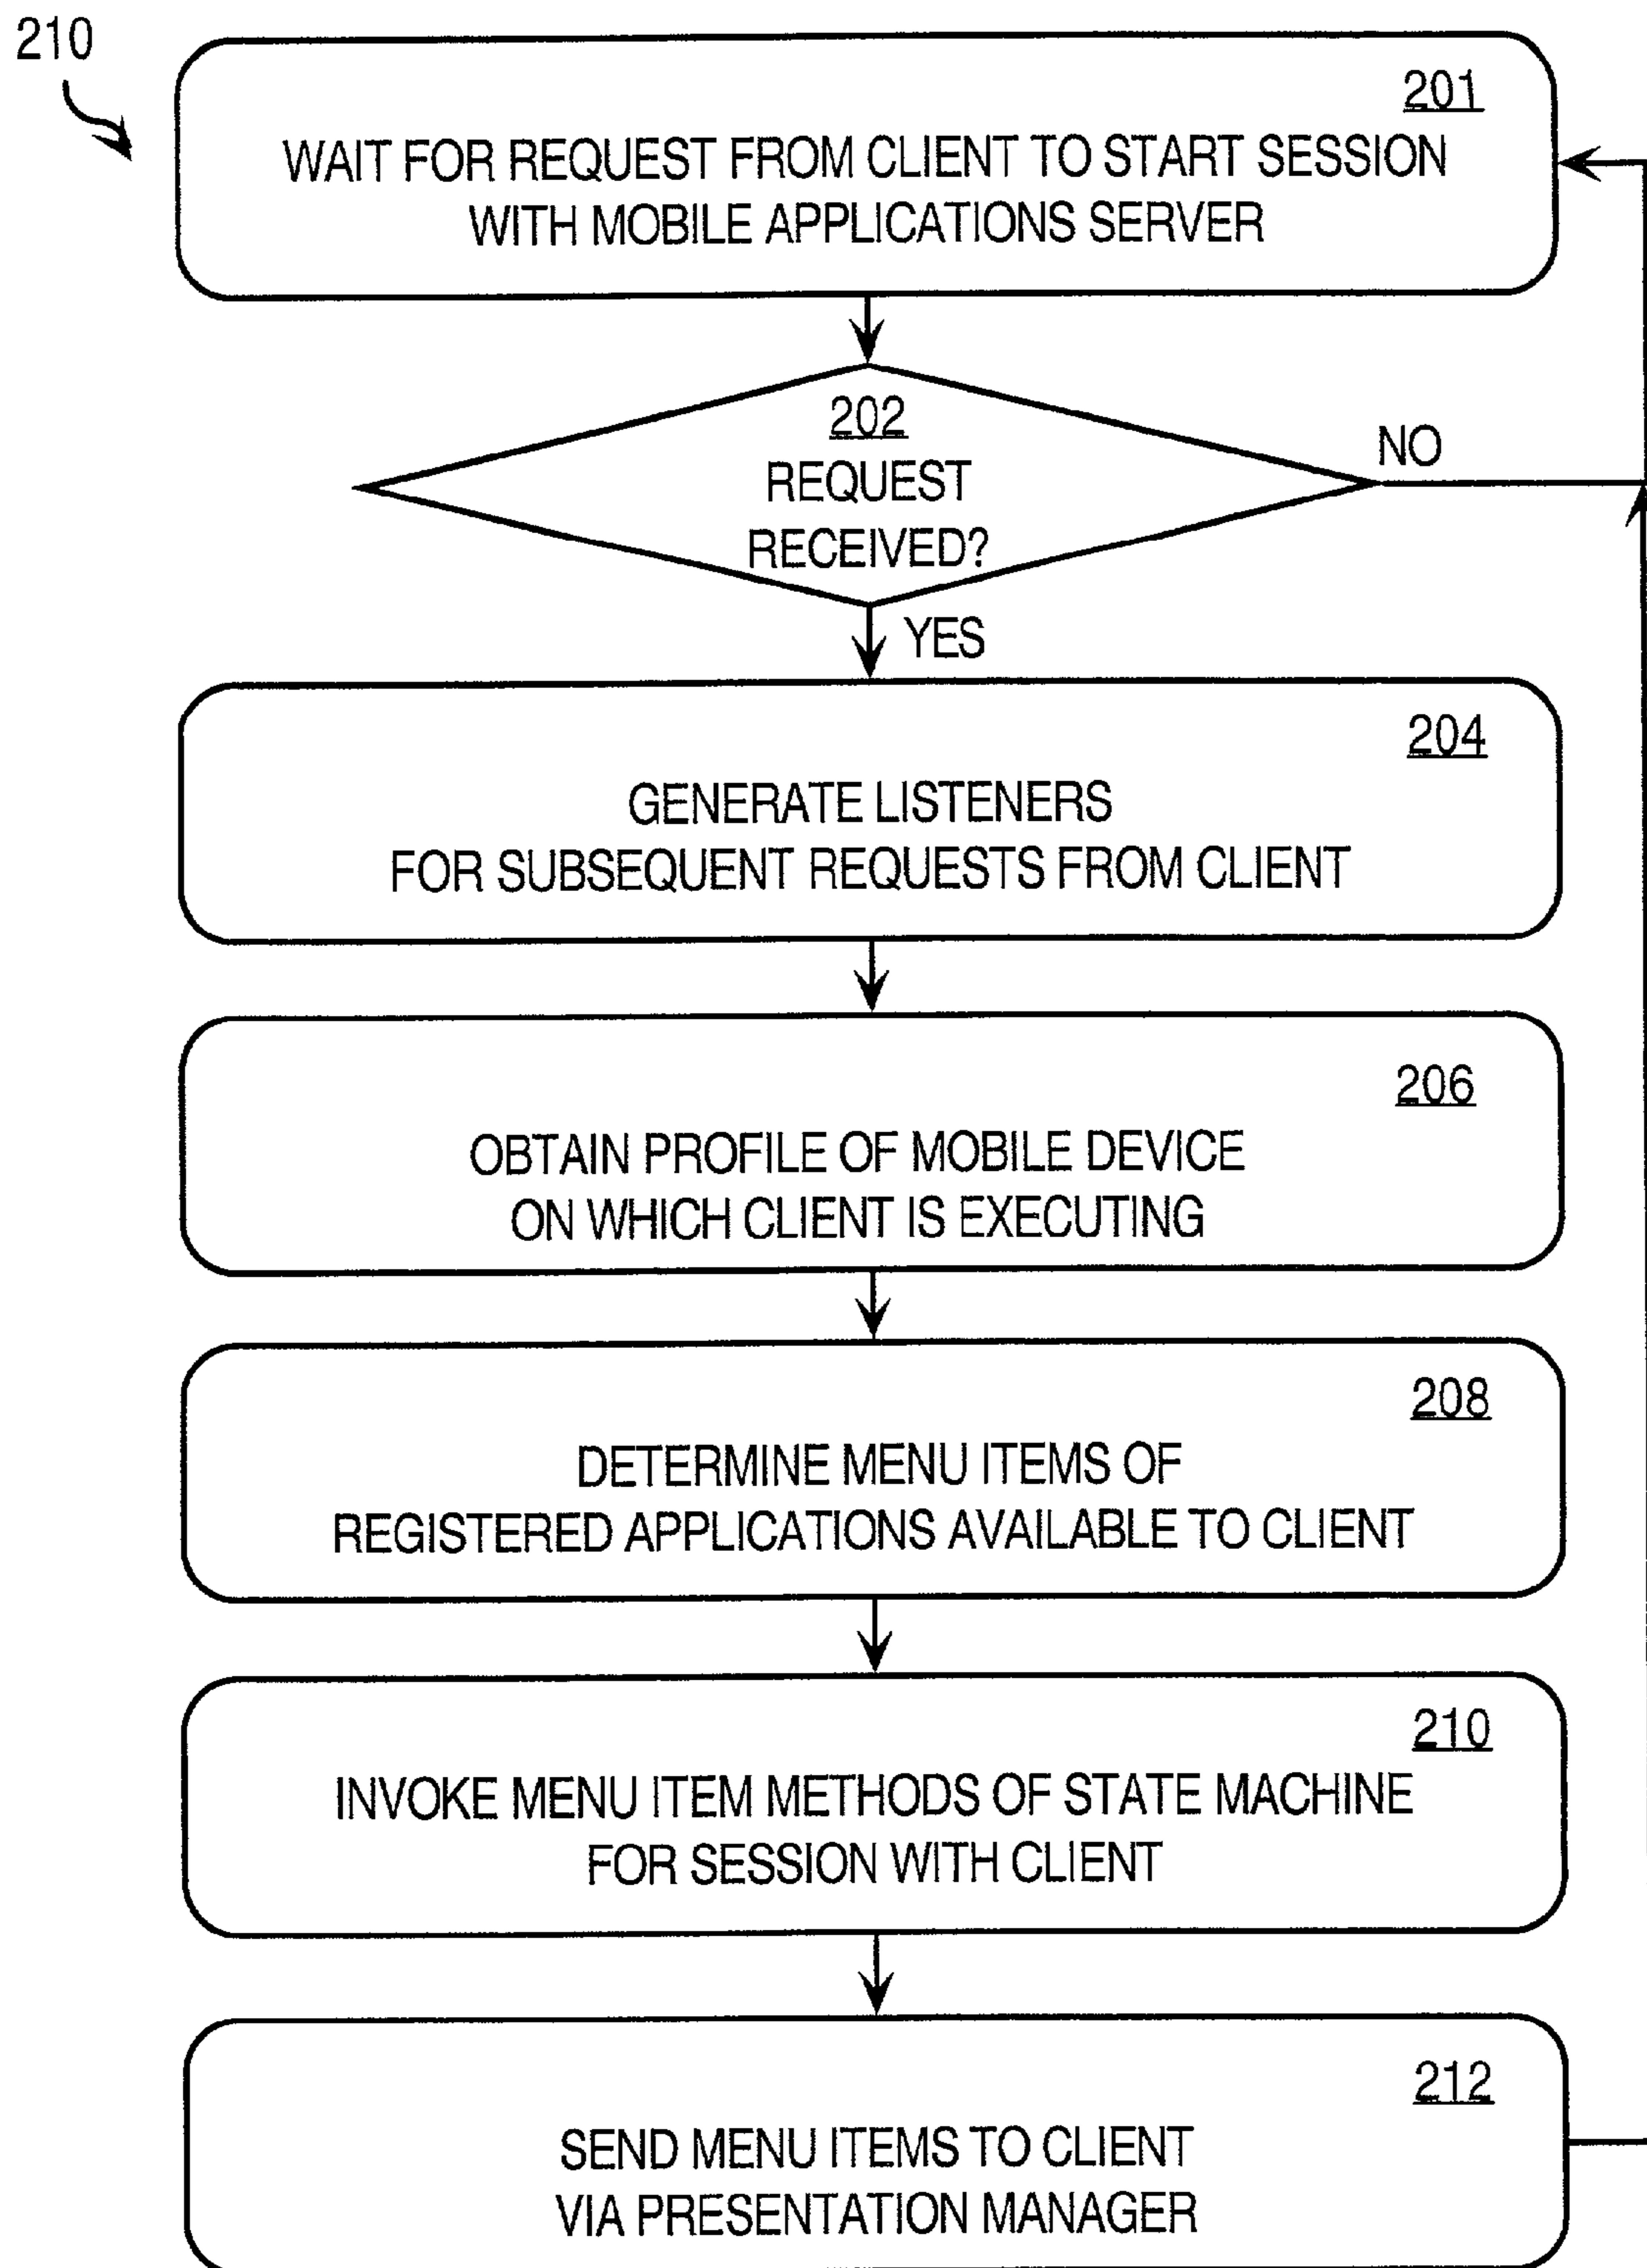 210
201
WAIT FOR REQUEST FROM CLIENT TO START SESSION
WITH MOBILE APPLICATIONS SERVER
202
REQUEST
RECEIVED?
NO
YES
204
GENERATE LISTENERS
FOR SUBSEQUENT REQUESTS FROM CLIENT
206
OBTAIN PROFILE OF MOBILE DEVICE
ON WHICH CLIENT IS EXECUTING
208
DETERMINE MENU ITEMS OF
REGISTERED APPLICATIONS AVAILABLE TO CLIENT
210
INVOKE MENU ITEM METHODS OF STATE MACHINE
FOR SESSION WITH CLIENT
212
SEND MENU ITEMS TO CLIENT
VIA PRESENTATION MANAGER